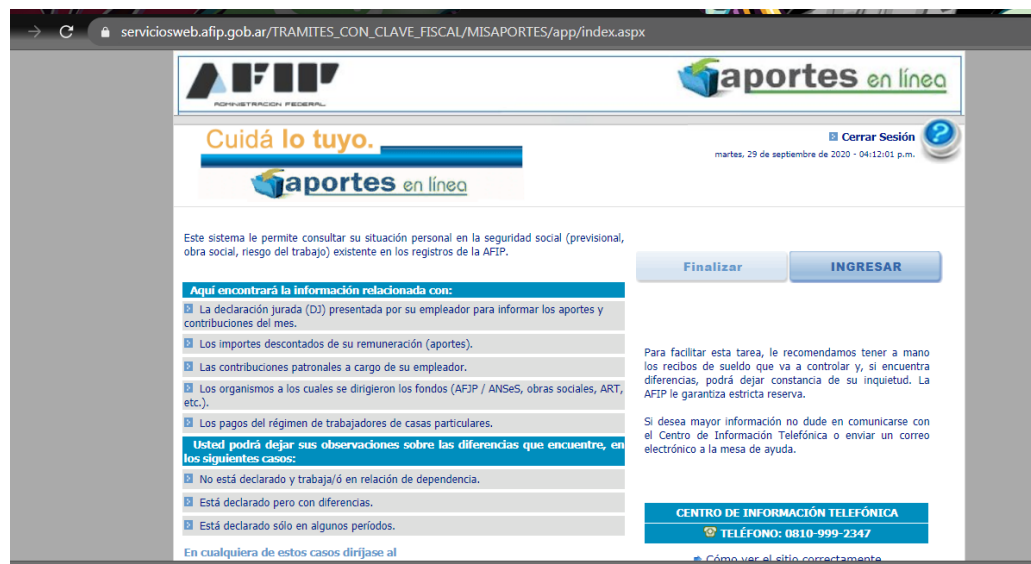 serviciosweb.afip.gob.ar/TRAMITES_CON_CLAVE_FISCAL/MISAPORTES/app/index.aspx
AFIP
ADMINISTRACION FEDERAL
aportes en línea
Cuidá lo tuyo.
aportes en línea
Cerrar Sesión
martes, 29 de septiembre de 2020 - 04:12:01 p.m.
Este sistema le permite consultar su situación personal en la seguridad social (previsional,
obra social, riesgo del trabajo) existente en los registros de la AFIP.
Finalizar
INGRESAR
Aquí encontrará la información relacionada con:
La declaración jurada (DJ) presentada por su empleador para informar los aportes y
contribuciones del mes.
Los importes descontados de su remuneración (aportes).
Las contribuciones patronales a cargo de su empleador.
Los organismos a los cuales se dirigieron los fondos (AFJP / ANSeS, obras sociales, ART,
etc.).
Los pagos del régimen de trabajadores de casas particulares.
Usted podrá dejar sus observaciones sobre las diferencias que encuentre, en
los siguientes casos:
No está declarado y trabaja/ó en relación de dependencia.
Está declarado pero con diferencias.
Está declarado sólo en algunos períodos.
En cualquiera de estos casos diríjase al
Para facilitar esta tarea, le recomendamos tener a mano
los recibos de sueldo que va a controlar y, si encuentra
diferencias, podrá dejar constancia de su inquietud. La
AFIP le garantiza estricta reserva.
Si desea mayor información no dude en comunicarse con
el Centro de Información Telefónica o enviar un correo
electrónico a la mesa de ayuda.
CENTRO DE INFORMACIÓN TELEFÓNICA
TELÉFONO: 0810-999-2347
Cómo ver el sitio correctamente